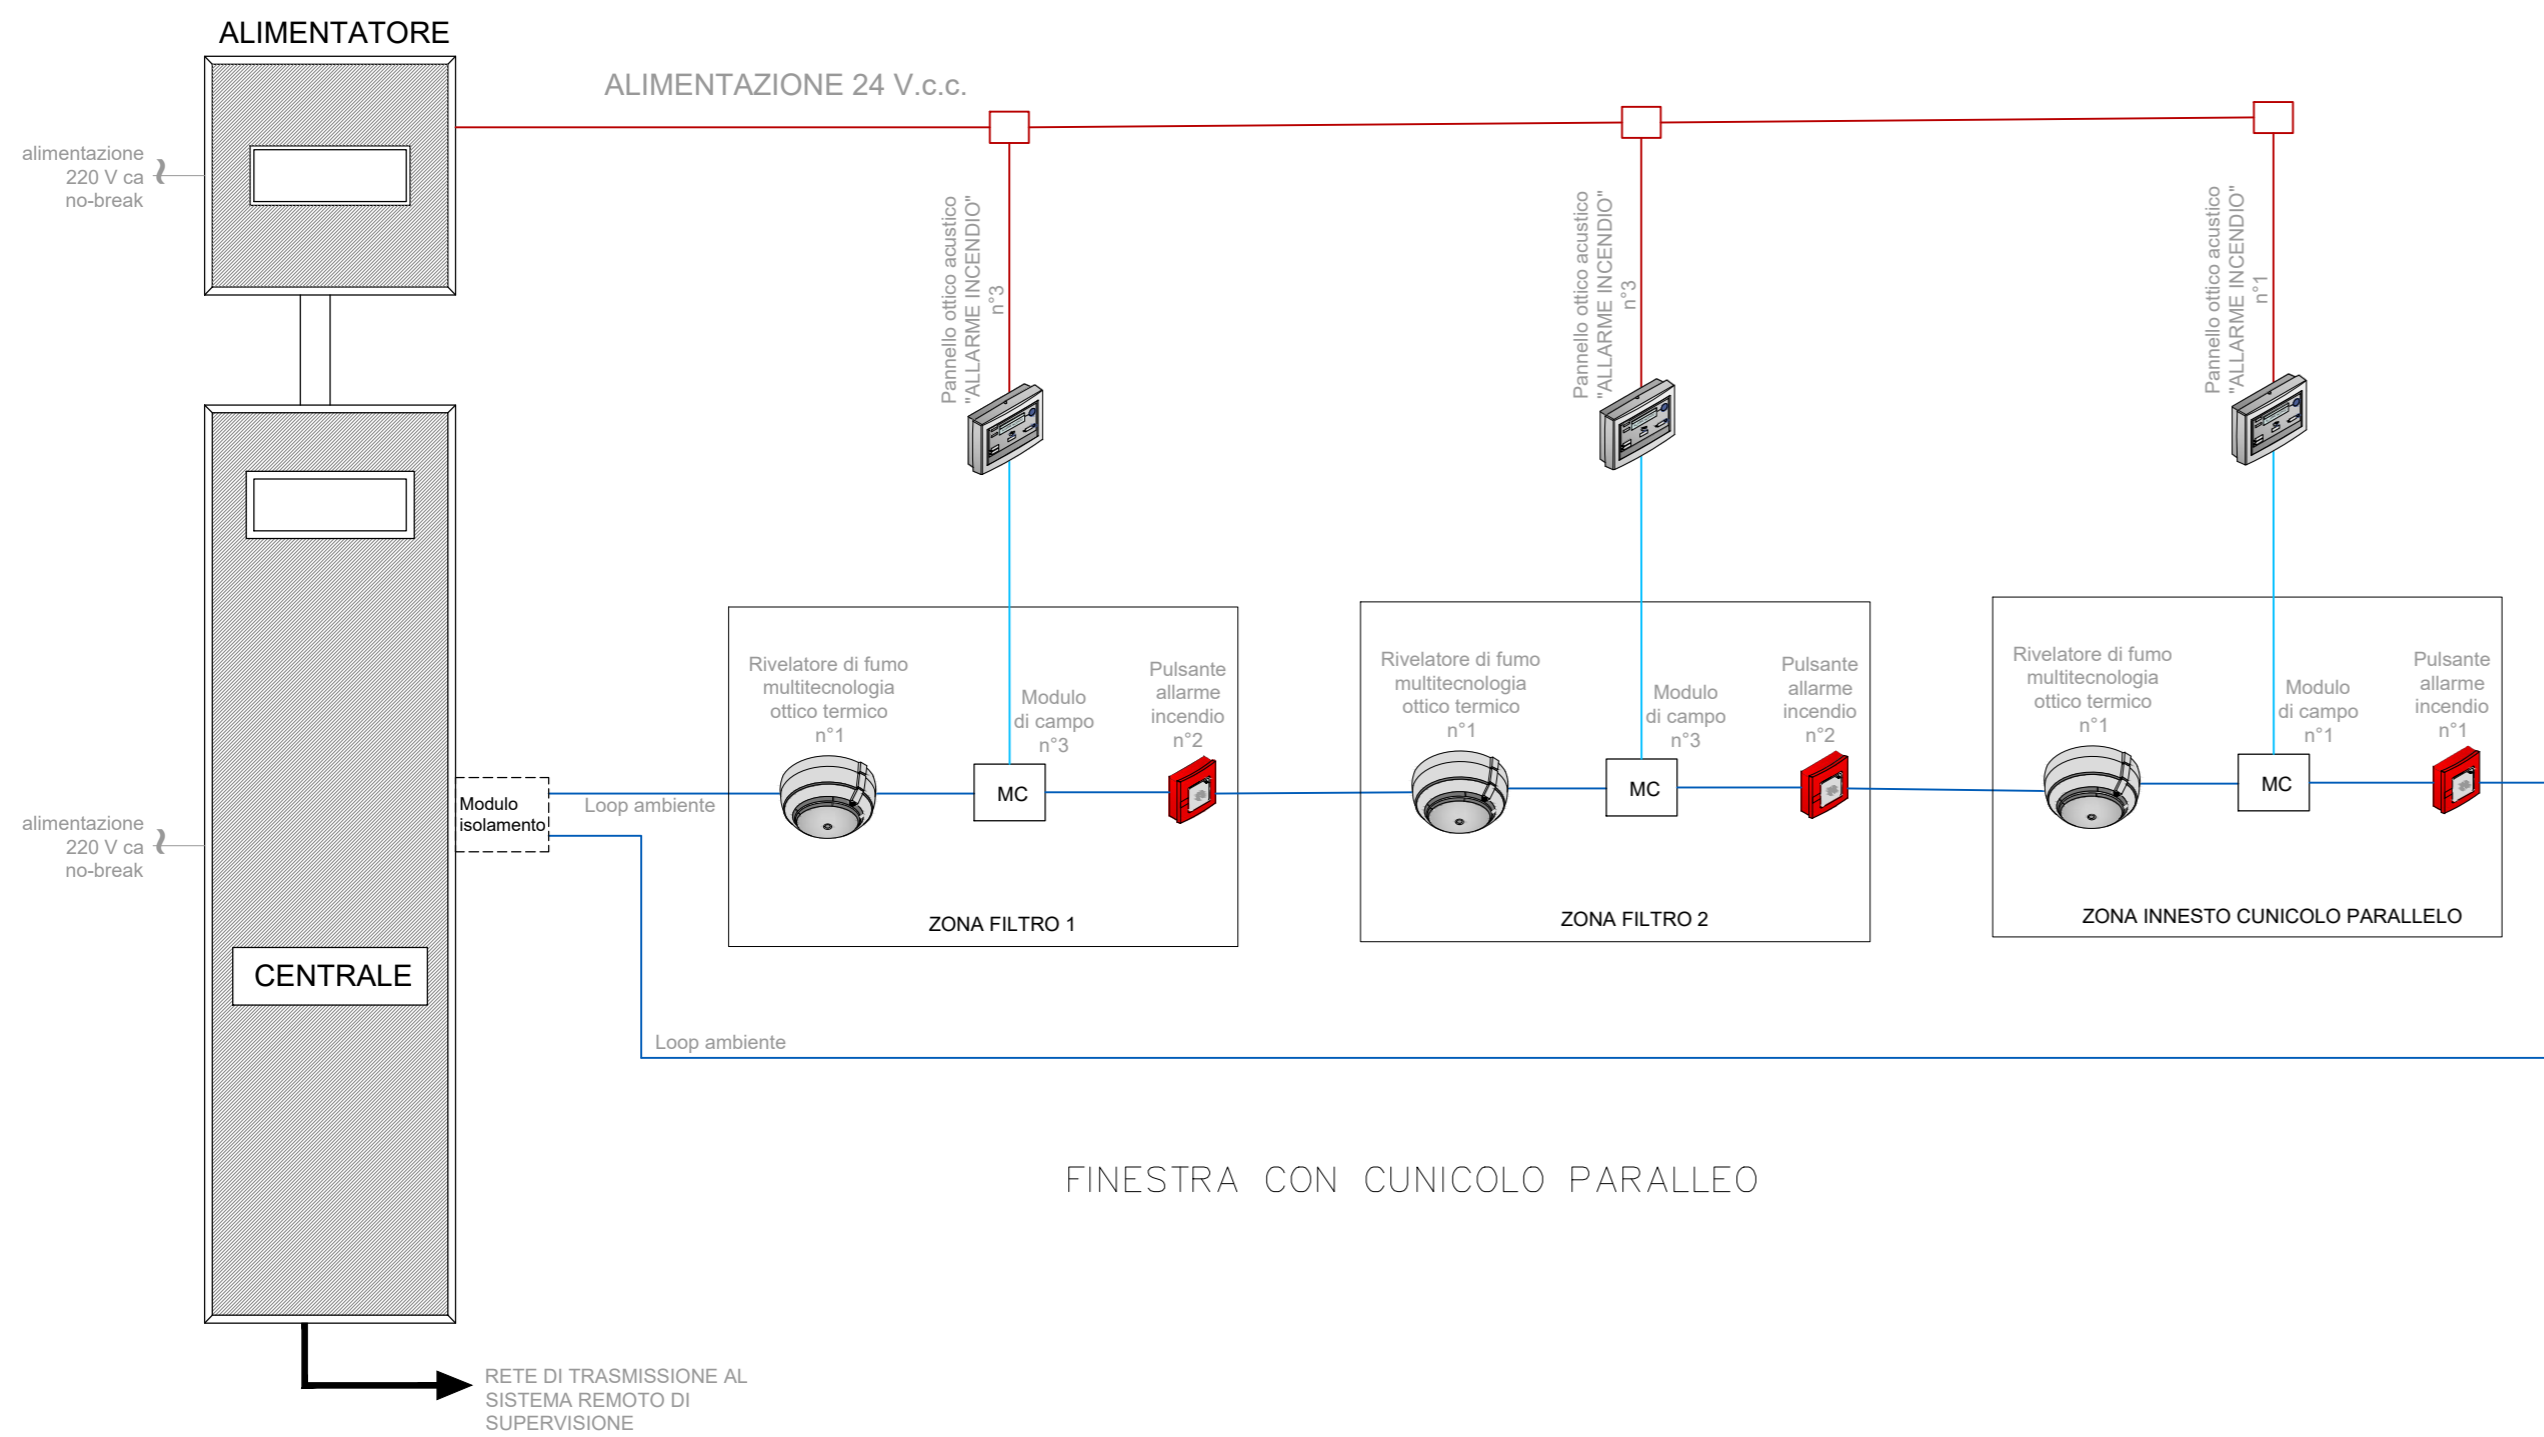 ALIMENTATORE
ALIMENTAZIONE 24 V.c.c.
alimentazione
220 V ca
no-break
Pannello ottico acustico
"ALLARME INCENDIO"
n°3
Pannello ottico acustico
"ALLARME INCENDIO"
n°3
Pannello ottico acustico
"ALLARME INCENDIO"
n°1
Rivelatore di fumo
multitecnologia
ottico termico
n°1
Modulo
di campo
n°3
Pulsante
allarme
incendio
n°2
MC
ZONA FILTRO 1
Rivelatore di fumo
multitecnologia
ottico termico
n°1
Modulo
di campo
n°3
Pulsante
allarme
incendio
n°2
MC
ZONA FILTRO 2
Rivelatore di fumo
multitecnologia
ottico termico
n°1
Modulo
di campo
n°1
Pulsante
allarme
incendio
n°1
MC
ZONA INNESTO CUNICOLO PARALLELO
Modulo
isolamento
Loop ambiente
alimentazione
220 V ca
no-break
CENTRALE
Loop ambiente
FINESTRA CON CUNICOLO PARALLEO
RETE DI TRASMISSIONE AL
SISTEMA REMOTO DI
SUPERVISIONE